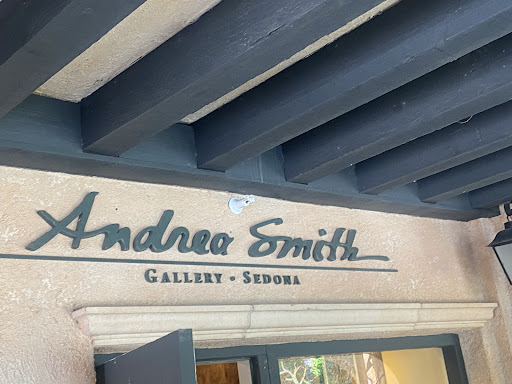 Andrea Smith
GALLERY • SEDONA